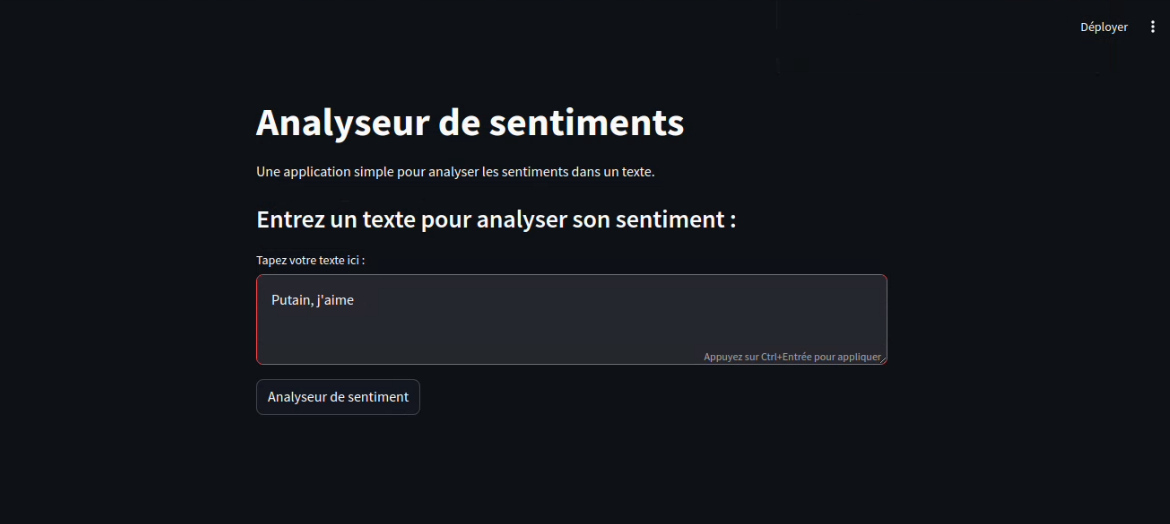 Déployer
Analyseur de sentiments
Une application simple pour analyser les sentiments dans un texte.
Entrez un texte pour analyser son sentiment :
Tapez votre texte ici :
Putain, j'aime
Appuyez sur Ctrl+Entrée pour appliquer
Analyseur de sentiment